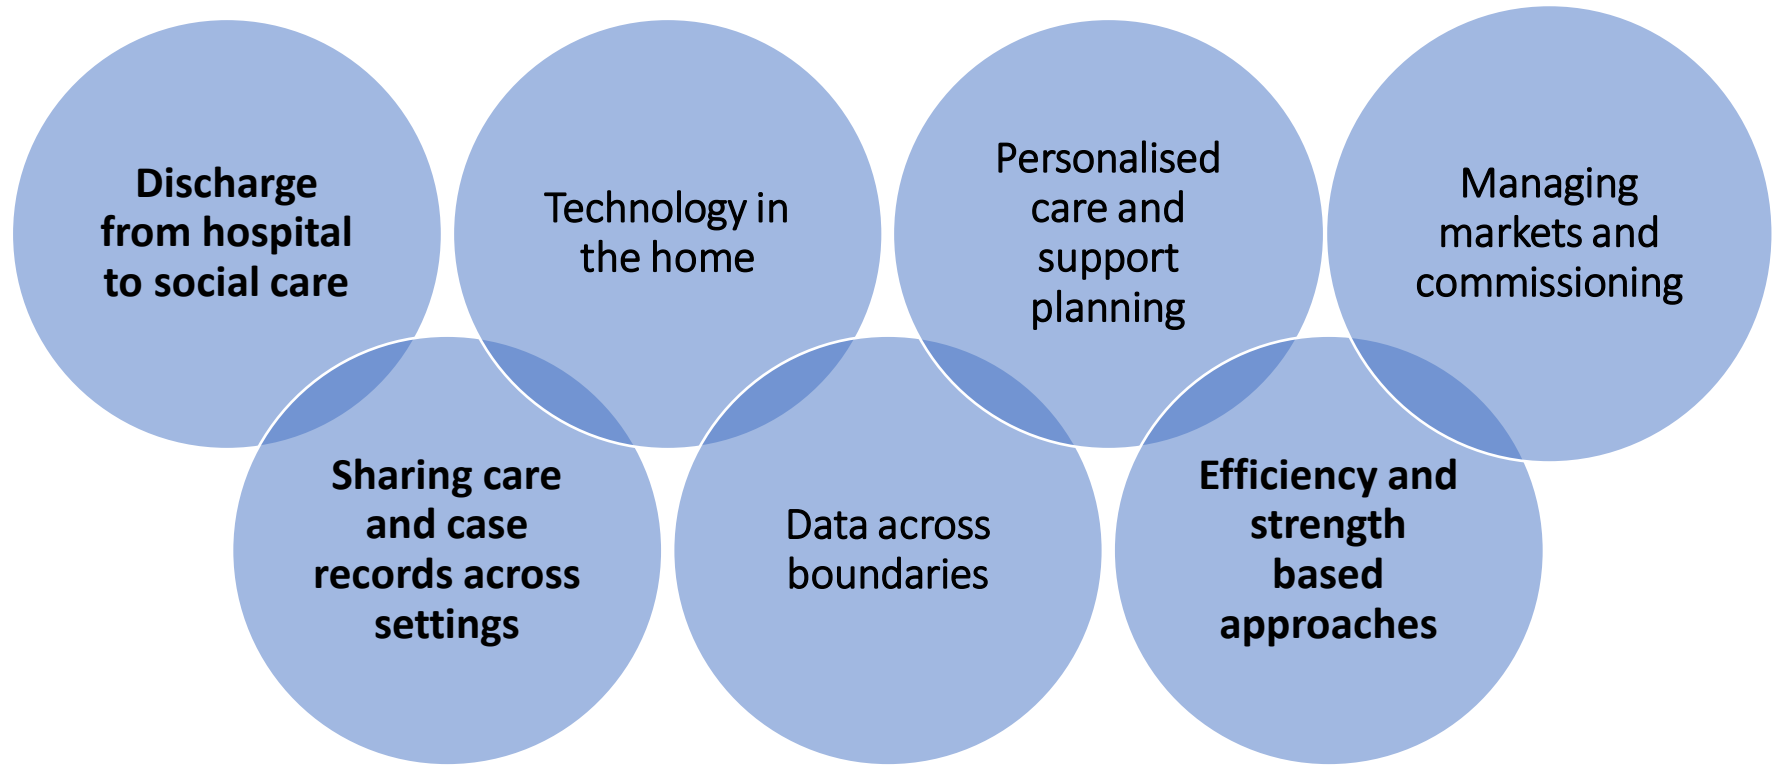 Discharge
from hospital
to social care
Technology in
the home
Personalised
care and
support
planning
Managing
markets and
commissioning
Sharing care
and case
records across
settings
Data across
boundaries
Efficiency and
strength
based
approaches